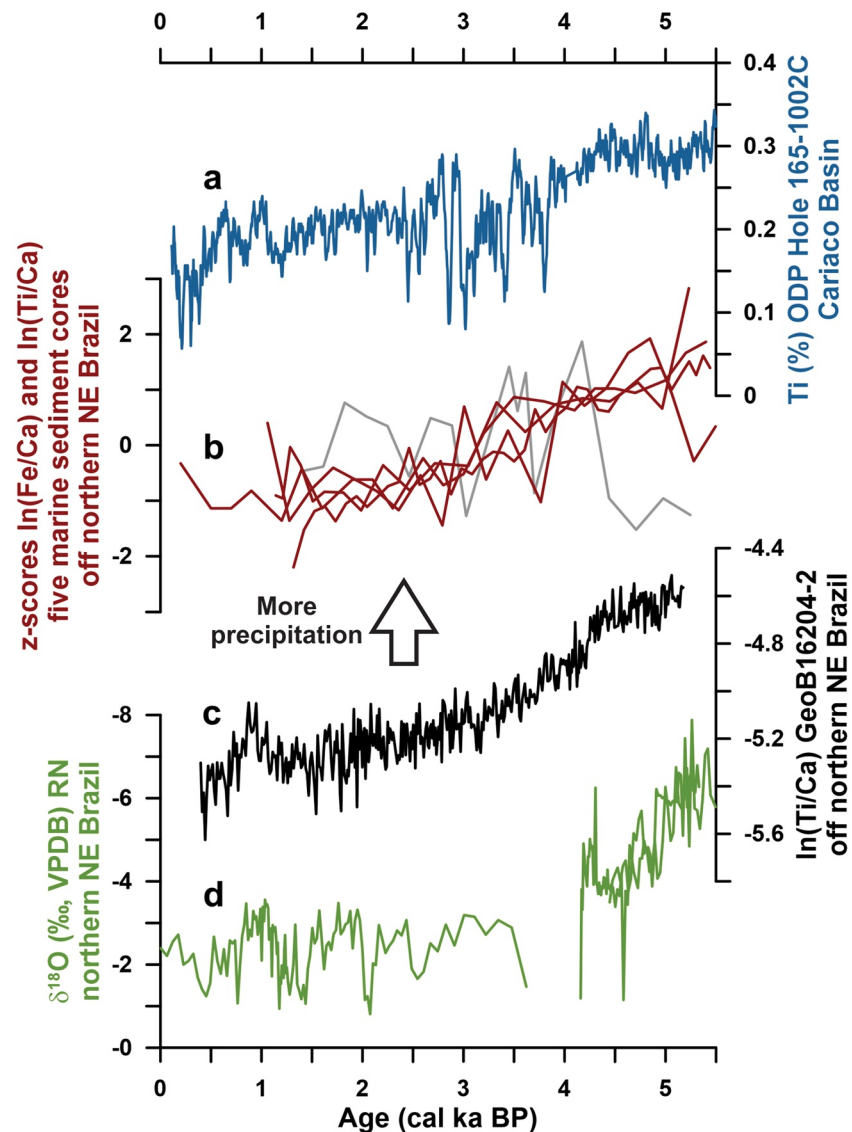 0 1 2 3 4 5
0.4
0.3
0.2
0.1
0
Ti (%) ODP Hole 165-1002C
Cariaco Basin
a
z-scores ln(Fe/Ca) and ln(Ti/Ca)
five marine sediment cores
off northern NE Brazil
2
0
-2
b
More
precipitation
-4.4
-4.8
-5.2
-5.6
ln(Ti/Ca) GeoB16204-2
off northern NE Brazil
c
δ¹⁸O (‰, VPDB) RN
northern NE Brazil
-8
-6
-4
-2
-0
d
0 1 2 3 4 5
Age (cal ka BP)